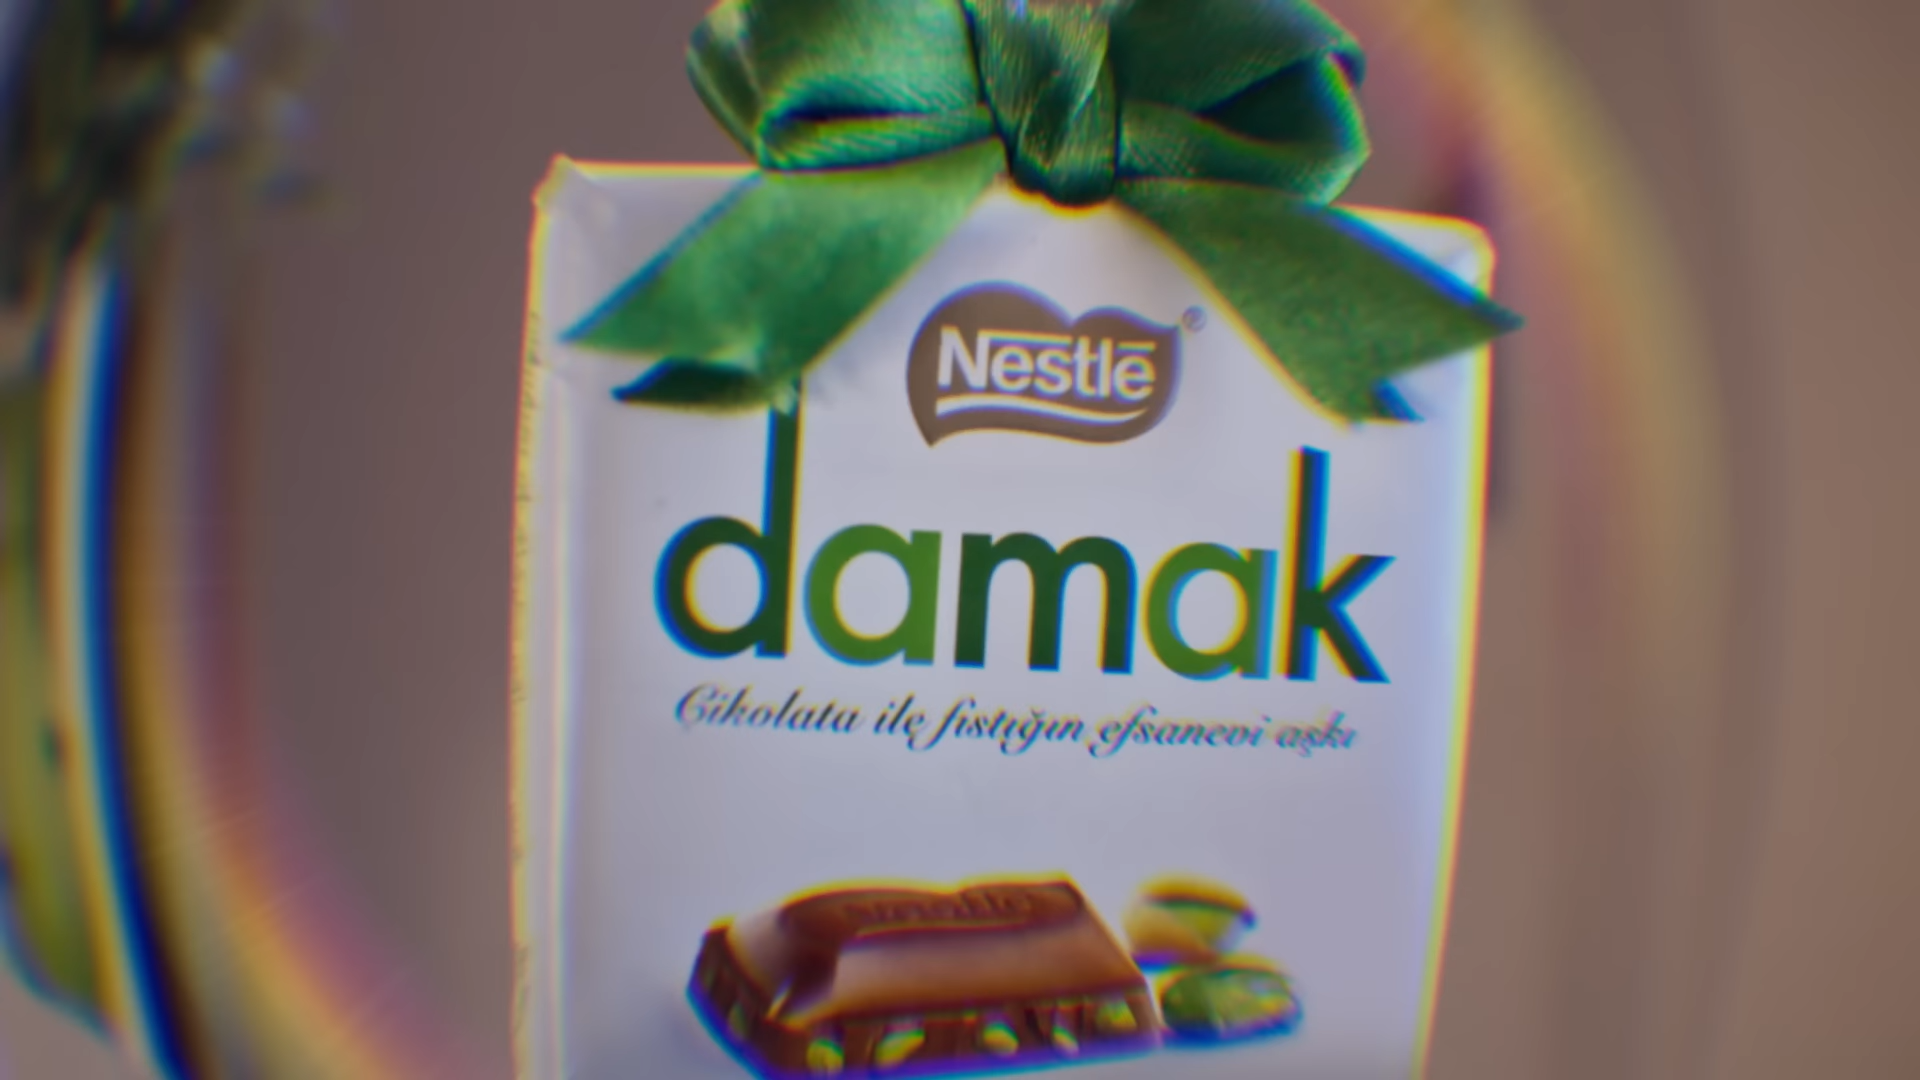 Nestlé
®
damak
Çikolata ile fıstığın efsanevi aşkı